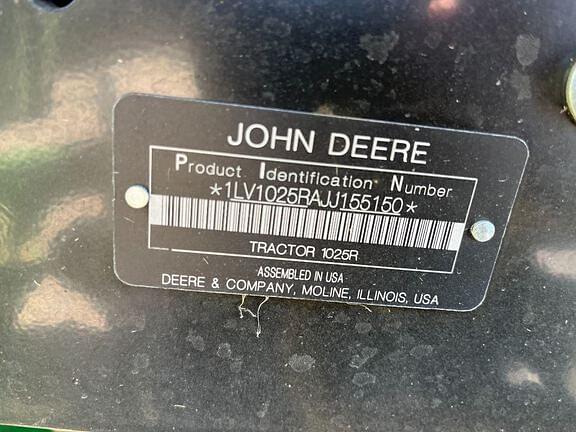 JOHN DEERE
Product Identification Number
*1LV1025RAJJ155150*
TRACTOR 1025R
ASSEMBLED IN USA
DEERE & COMPANY, MOLINE, ILLINOIS, USA